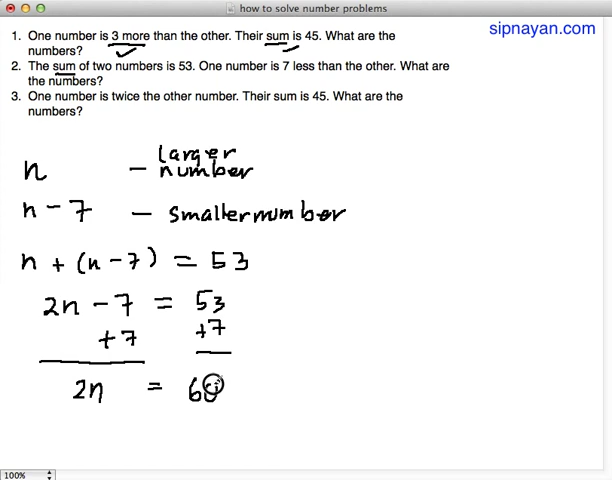 how to solve number problems
sipnayan.com
1. One number is 3 more than the other. Their sum is 45. What are the
numbers?
2. The sum of two numbers is 53. One number is 7 less than the other. What are
the numbers?
3. One number is twice the other number. Their sum is 45. What are the
numbers?
n - larger
number
n - 7 - smaller number
n + (n - 7) = 53
2n - 7 = 53
+7 +7
2n = 60
100%